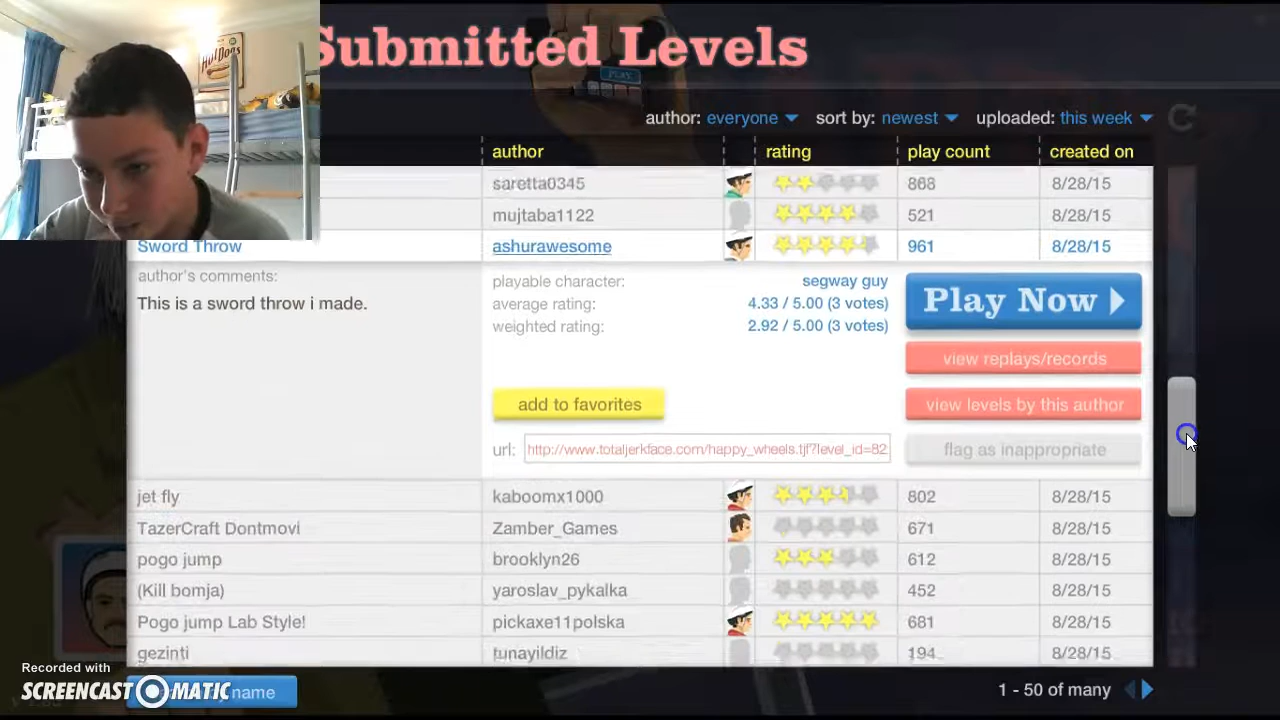 HOT DOGS
Submitted Levels
PLAY
author: everyone sort by: newest uploaded: this week
author rating play count created on
saretta0345 868 8/28/15
mujtaba1122 521 8/28/15
Sword Throw ashurawesome 961 8/28/15
author's comments:
This is a sword throw i made.
playable character: segway guy
average rating: 4.33 / 5.00 (3 votes)
weighted rating: 2.92 / 5.00 (3 votes)
Play Now
view replays/records
add to favorites
view levels by this author
url: http://www.totaljerkface.com/happy_wheels.tjf?level_id=82
flag as inappropriate
jet fly kaboomx1000 802 8/28/15
TazerCraft Dontmovi Zamber_Games 671 8/28/15
pogo jump brooklyn26 612 8/28/15
(Kill bomja) yaroslav_pykalka 452 8/28/15
Pogo jump Lab Style! pickaxe11polska 681 8/28/15
gezinti tunayildiz 194 8/28/15
Recorded with
SCREENCAST MATIC
name
1 - 50 of many